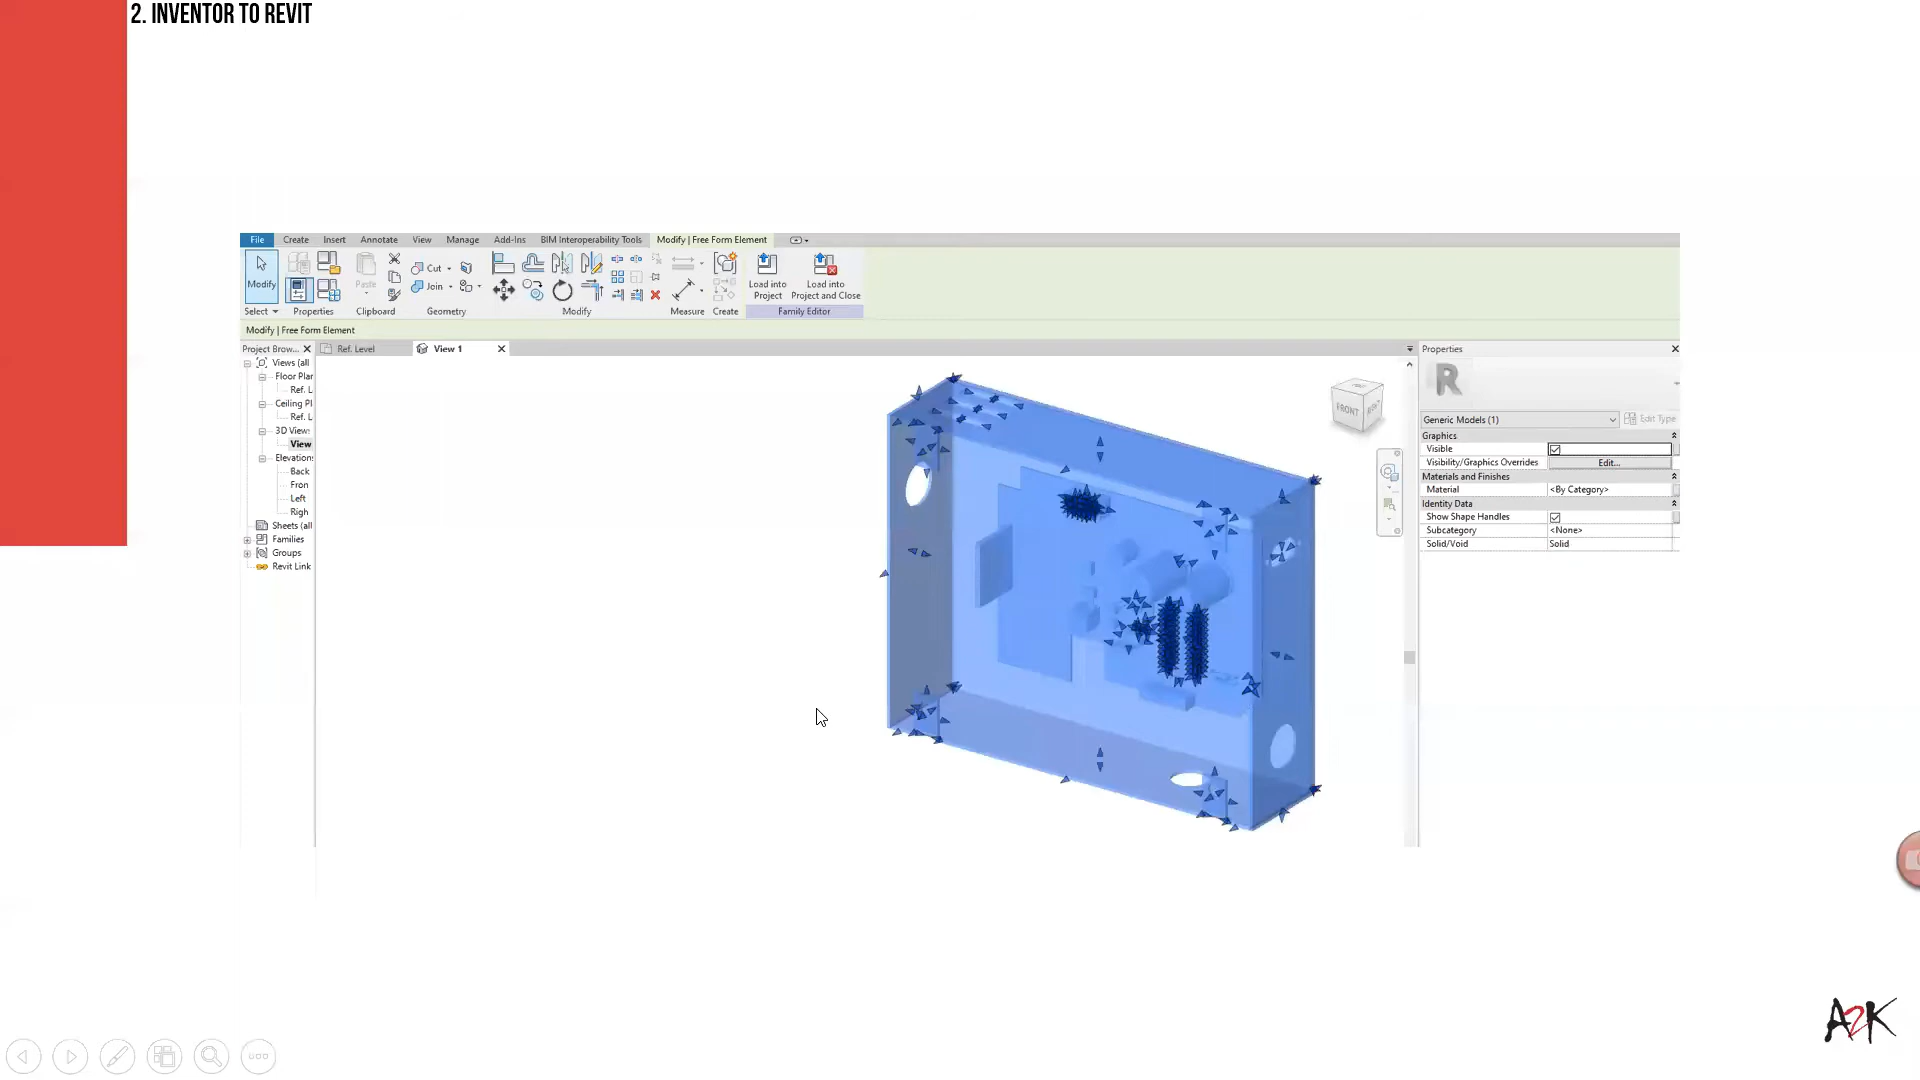 2. INVENTOR TO REVIT
File Create Insert Annotate View Manage Add-Ins BIM Interoperability Tools Modify | Free Form Element
Modify
Paste
Cut
Join
Load into
Project
Load into
Project and Close
Select Properties Clipboard Geometry Modify Measure Create Family Editor
Modify | Free Form Element
Project Brow...
Ref. Level
View 1
Views (all
Floor Plan
Ref. L
Ceiling Pl
Ref. L
3D Views
View
Elevations
Back
Fron
Left
Righ
Sheets (all
Families
Groups
Revit Link
FRONT
RIGHT
Properties
R
Generic Models (1)
Edit Type
Graphics
Visible
Visibility/Graphics Overrides Edit...
Materials and Finishes
Material <By Category>
Identity Data
Show Shape Handles
Subcategory <None>
Solid/Void Solid
A2K